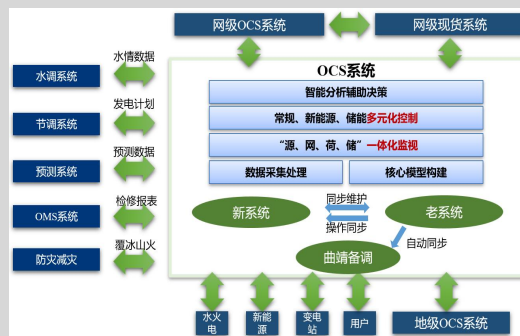 网级OCS系统
网级现货系统
水调系统
水情数据
节调系统
发电计划
预测系统
预测数据
OMS系统
检修报表
防灾减灾
覆冰山火
OCS系统
智能分析辅助决策
常规、新能源、储能多元化控制
“源、网、荷、储”一体化监视
数据采集处理
核心模型构建
新系统
同步维护
操作同步
老系统
自动同步
曲靖备调
水火
电
新能
源
变电
站
用户
地级OCS系统